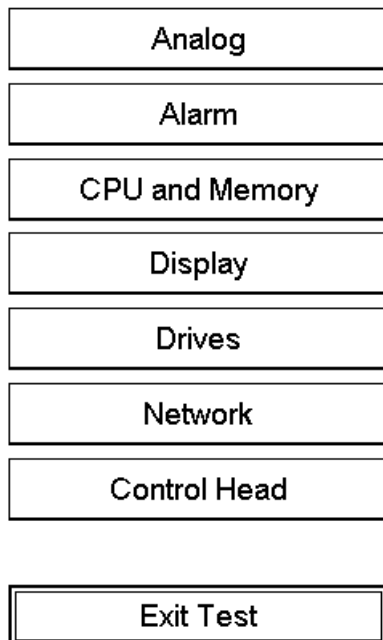 Analog
Alarm
CPU and Memory
Display
Drives
Network
Control Head
Exit Test